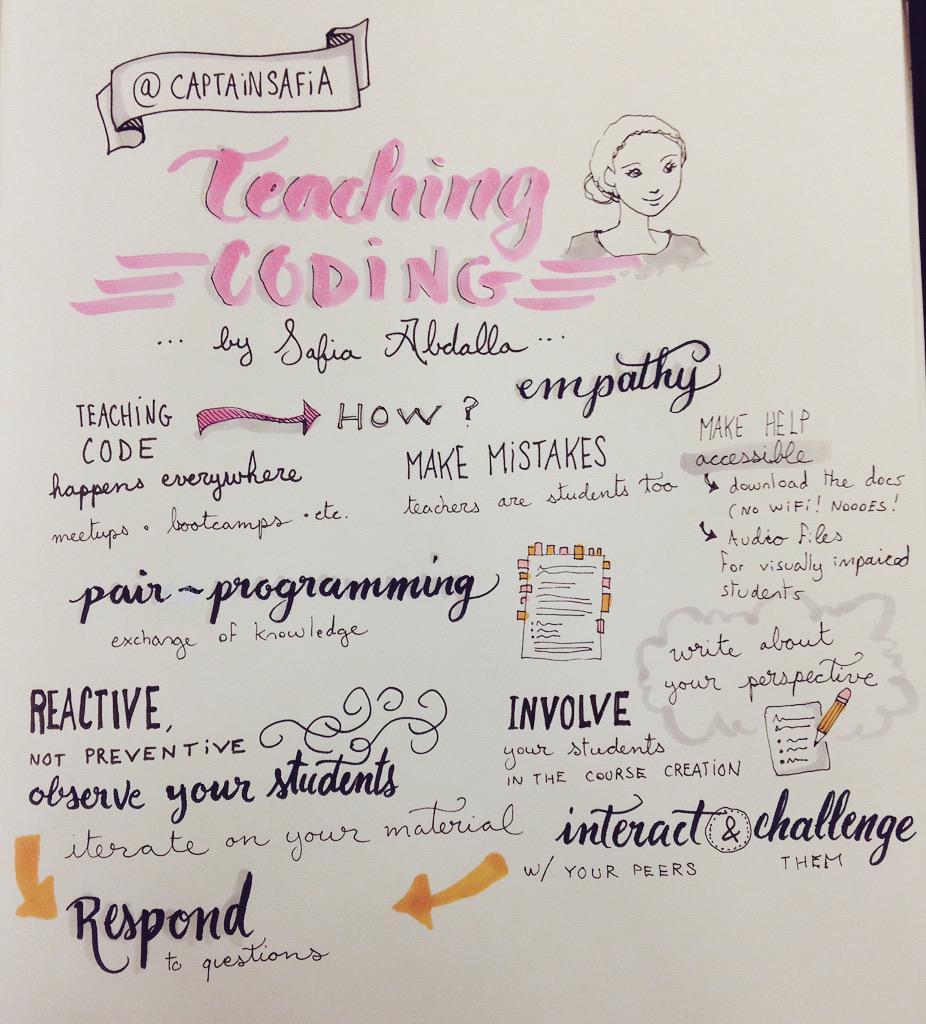 @ CAPTAINSAFIA
Teaching
CODING
... by Safia Abdalla ...
empathy
TEACHING
CODE
HOW ?
happens everywhere
meetups • bootcamps • etc.
MAKE MISTAKES
teachers are students too
MAKE HELP
accessible
download the docs
(NO WiFi! NOOOES!
Audio files
for visually impaired
students
pair-programming
exchange of knowledge
write about
your perspective
REACTIVE,
NOT PREVENTIVE
observe your students
iterate on your material
INVOLVE
your students
IN THE COURSE CREATION
interact & challenge
W/ YOUR PEERS
THEM
Respond
to questions